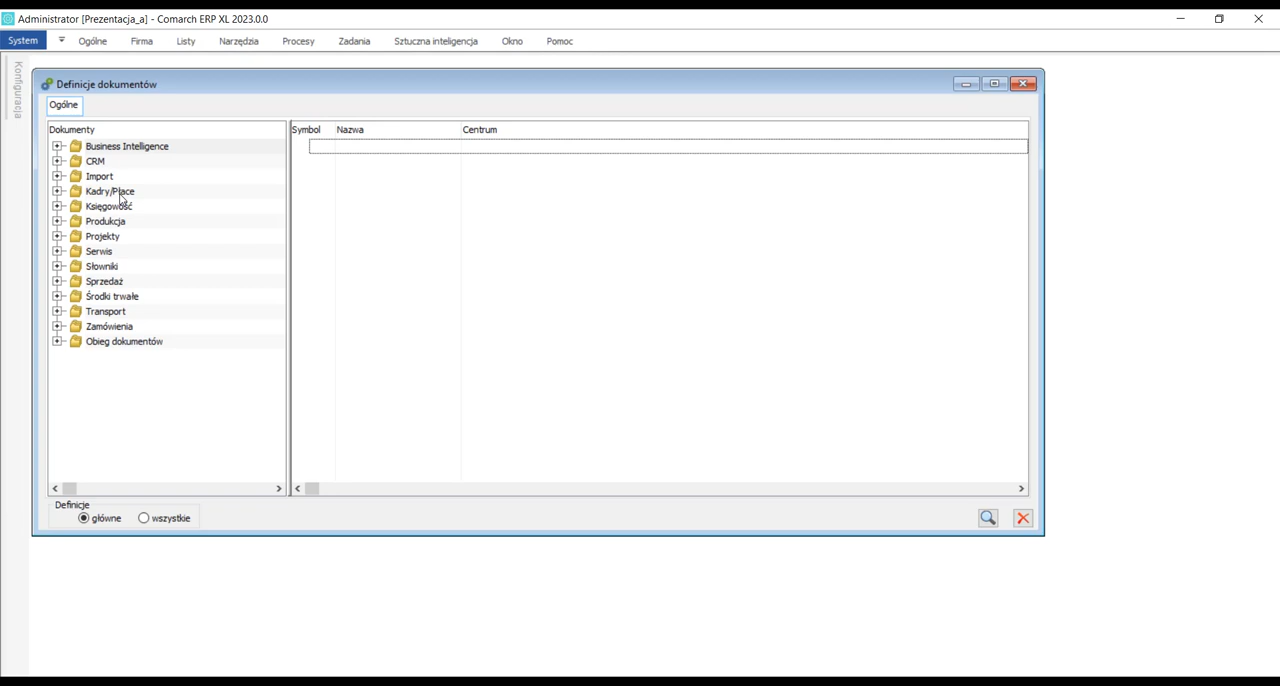 Administrator [Prezentacja_a] - Comarch ERP XL 2023.0.0
System Ogólne Firma Listy Narzędzia Procesy Zadania Sztuczna inteligencja Okno Pomoc
Konfiguracja
Definicje dokumentów
Ogólne
Dokumenty
Symbol Nazwa Centrum
Business Intelligence
CRM
Import
Kadry/Płace
Księgowość
Produkcja
Projekty
Serwis
Słowniki
Sprzedaż
Środki trwałe
Transport
Zamówienia
Obieg dokumentów
Definicje
główne wszystkie